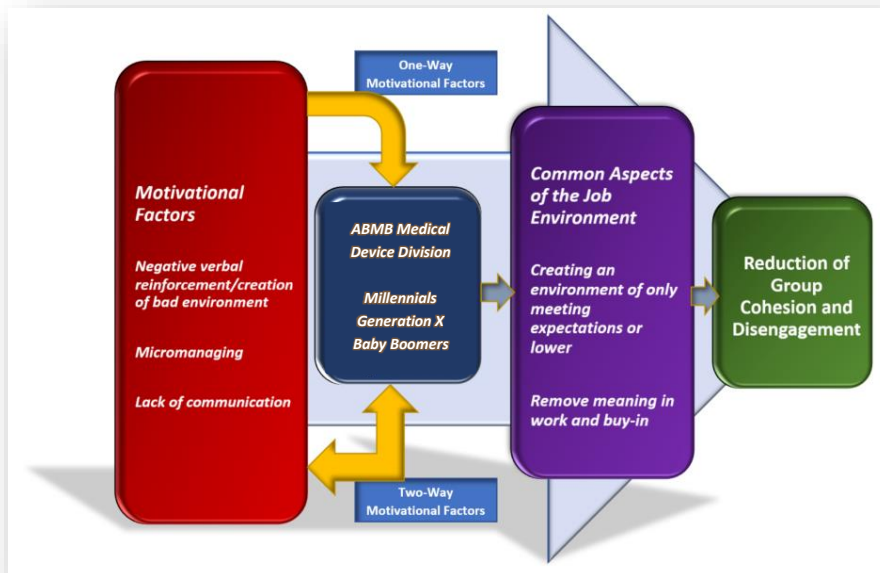 One-Way
Motivational Factors
Motivational
Factors
Negative verbal
reinforcement/creation
of bad environment
Micromanaging
Lack of communication
ABMB Medical
Device Division
Millennials
Generation X
Baby Boomers
Two-Way
Motivational Factors
Common Aspects
of the Job
Environment
Creating an
environment of only
meeting
expectations or
lower
Remove meaning in
work and buy-in
Reduction of
Group
Cohesion and
Disengagement